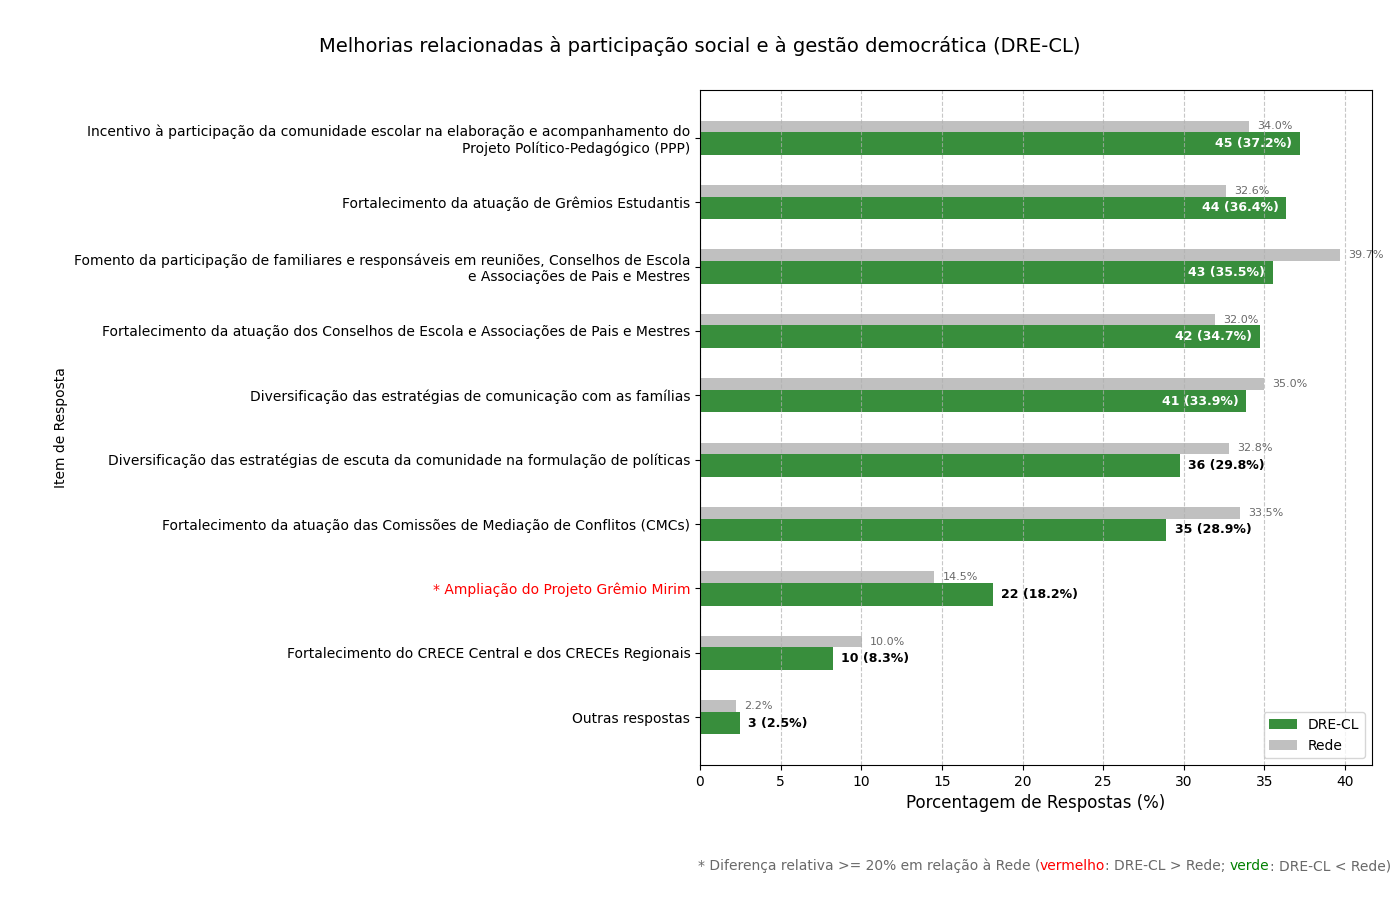 Melhorias relacionadas à participação social e à gestão democrática (DRE-CL)
Item de Resposta
Incentivo à participação da comunidade escolar na elaboração e acompanhamento do
Projeto Político-Pedagógico (PPP)
34.0%
45 (37.2%)
Fortalecimento da atuação de Grêmios Estudantis
32.6%
44 (36.4%)
Fomento da participação de familiares e responsáveis em reuniões, Conselhos de Escola
e Associações de Pais e Mestres
39.7%
43 (35.5%)
Fortalecimento da atuação dos Conselhos de Escola e Associações de Pais e Mestres
32.0%
42 (34.7%)
Diversificação das estratégias de comunicação com as famílias
35.0%
41 (33.9%)
Diversificação das estratégias de escuta da comunidade na formulação de políticas
32.8%
36 (29.8%)
Fortalecimento da atuação das Comissões de Mediação de Conflitos (CMCs)
33.5%
35 (28.9%)
* Ampliação do Projeto Grêmio Mirim
14.5%
22 (18.2%)
Fortalecimento do CRECE Central e dos CRECEs Regionais
10.0%
10 (8.3%)
Outras respostas
2.2%
3 (2.5%)
DRE-CL
Rede
0 5 10 15 20 25 30 35 40
Porcentagem de Respostas (%)
* Diferença relativa >= 20% em relação à Rede (vermelho: DRE-CL > Rede; verde: DRE-CL < Rede)